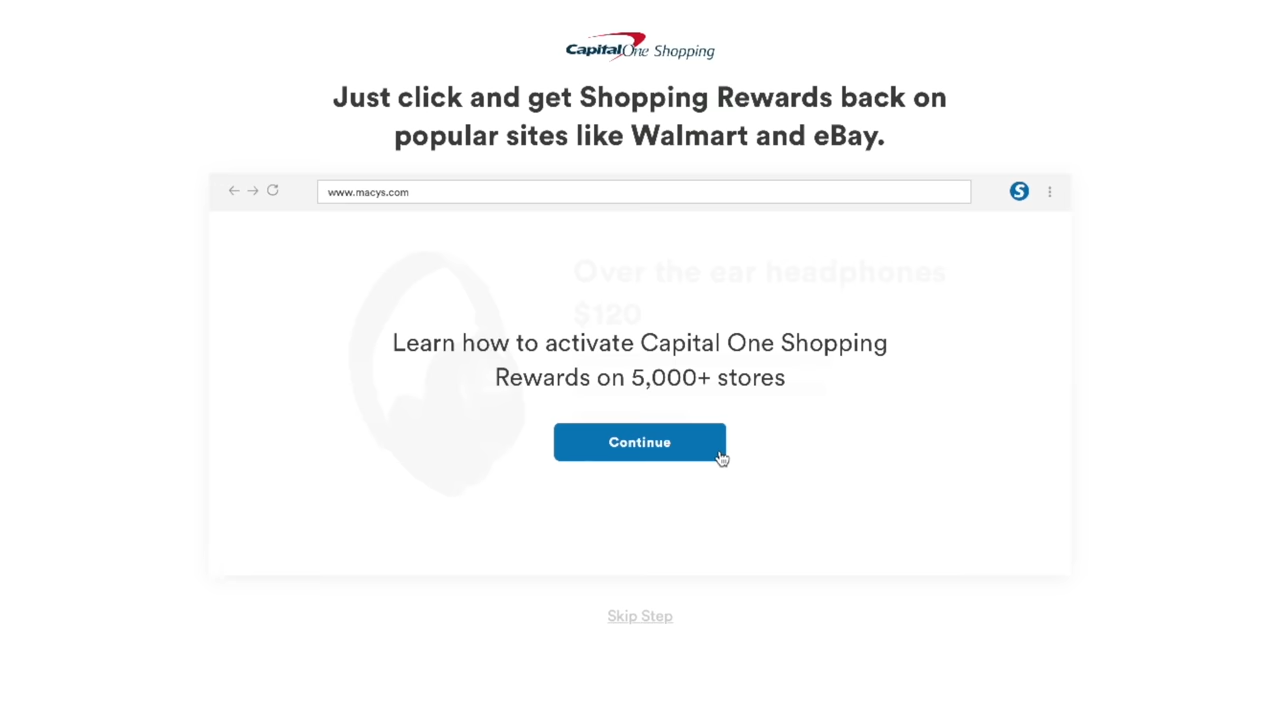 CapitalOne Shopping
Just click and get Shopping Rewards back on
popular sites like Walmart and eBay.
www.macys.com
S
Over the ear headphones
$120
Learn how to activate Capital One Shopping
Rewards on 5,000+ stores
Continue
Skip Step